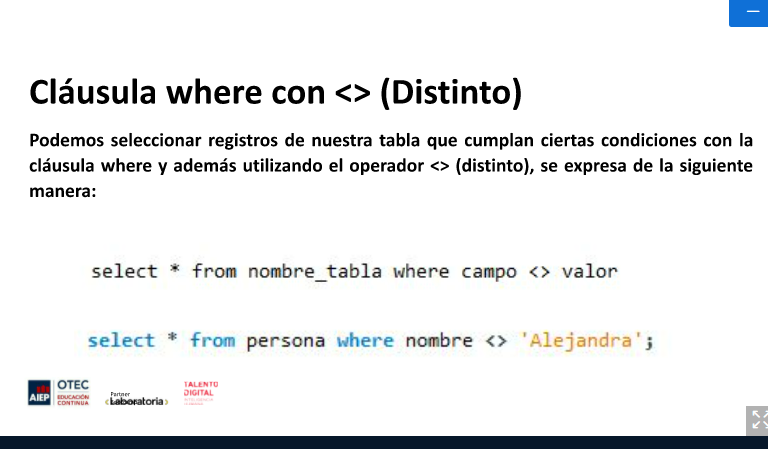 Cláusula where con <> (Distinto)
Podemos seleccionar registros de nuestra tabla que cumplan ciertas condiciones con la
cláusula where y además utilizando el operador <> (distinto), se expresa de la siguiente
manera:
select * from nombre_tabla where campo <> valor
select * from persona where nombre <> 'Alejandra';
AIEP
OTEC
EDUCACIÓN
CONTINUA
Partner
Laboratoria
TALENTO
DIGITAL